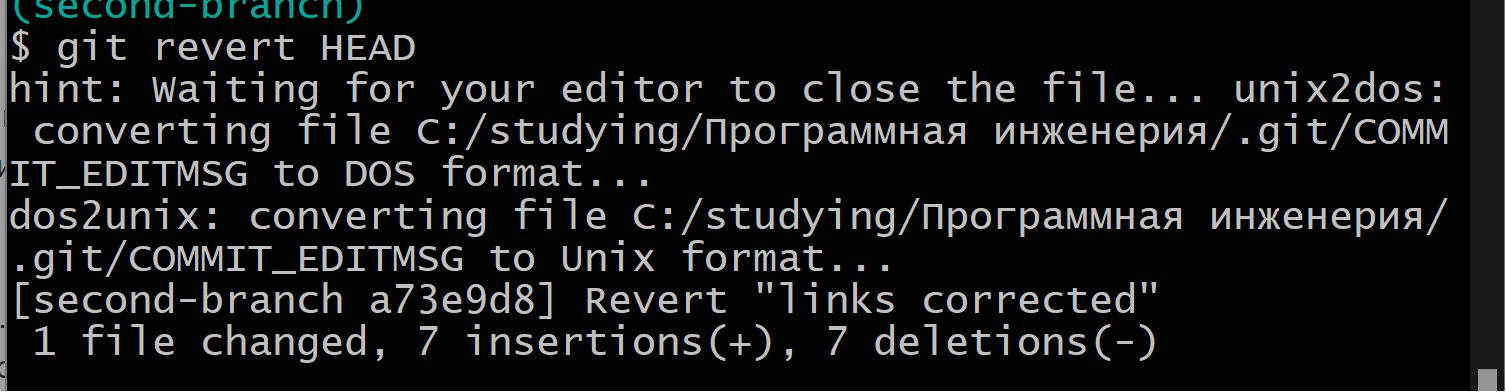 (second-branch)
$ git revert HEAD
hint: Waiting for your editor to close the file... unix2dos:
 converting file C:/studying/Программная инженерия/.git/COMM
IT_EDITMSG to DOS format...
dos2unix: converting file C:/studying/Программная инженерия/
.git/COMMIT_EDITMSG to Unix format...
[second-branch a73e9d8] Revert "links corrected"
 1 file changed, 7 insertions(+), 7 deletions(-)